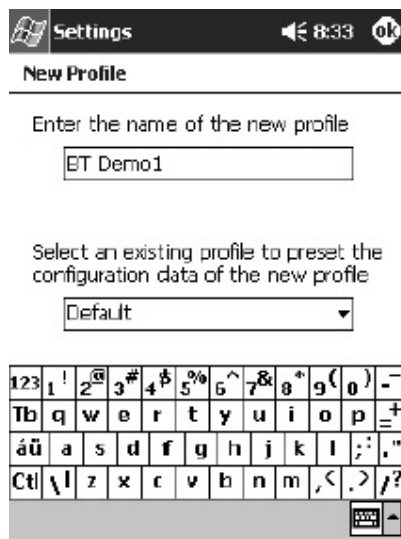 Settings 8:33 ok
New Profile
Enter the name of the new profile
BT Demo1
Select an existing profile to preset the
configuration data of the new profile
Default
123 1 ! 2 @ 3 # 4 $ 5 % 6 ^ 7 & 8 * 9 ( 0 ) - _
Tb q w e r t y u i o p = +
áü a s d f g h j k l ; : ' "
Ctl \ | z x c v b n m , < . > / ?